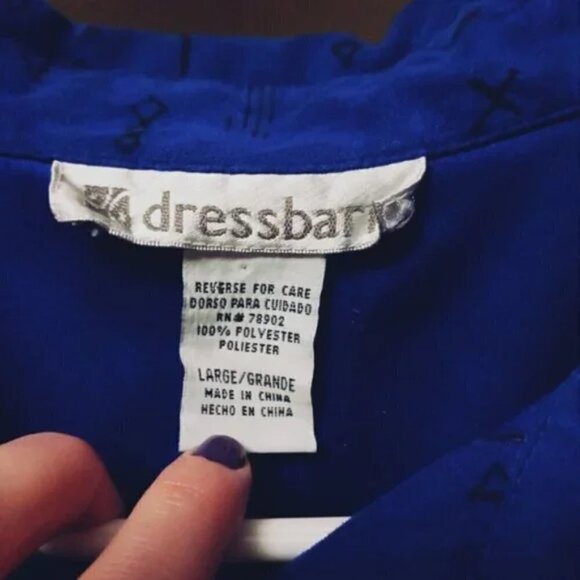 dressbarn
REVERSE FOR CARE
DORSO PARA CUIDADO
RN# 78902
100% POLYESTER
POLIESTER
LARGE/GRANDE
MADE IN CHINA
HECHO EN CHINA